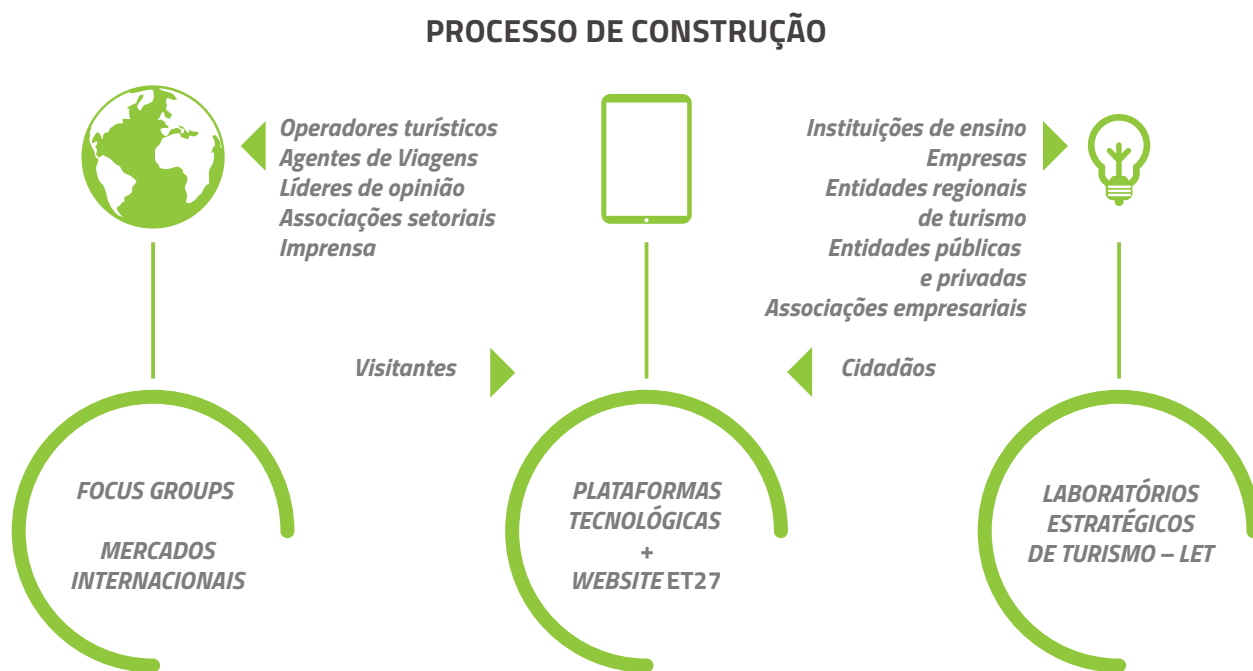 PROCESSO DE CONSTRUÇÃO
Operadores turísticos
Agentes de Viagens
Líderes de opinião
Associações setoriais
Imprensa
Instituições de ensino
Empresas
Entidades regionais
de turismo
Entidades públicas
e privadas
Associações empresariais
Visitantes
Cidadãos
FOCUS GROUPS
MERCADOS
INTERNACIONAIS
PLATAFORMAS
TECNOLÓGICAS
+
WEBSITE ET27
LABORATÓRIOS
ESTRATÉGICOS
DE TURISMO – LET